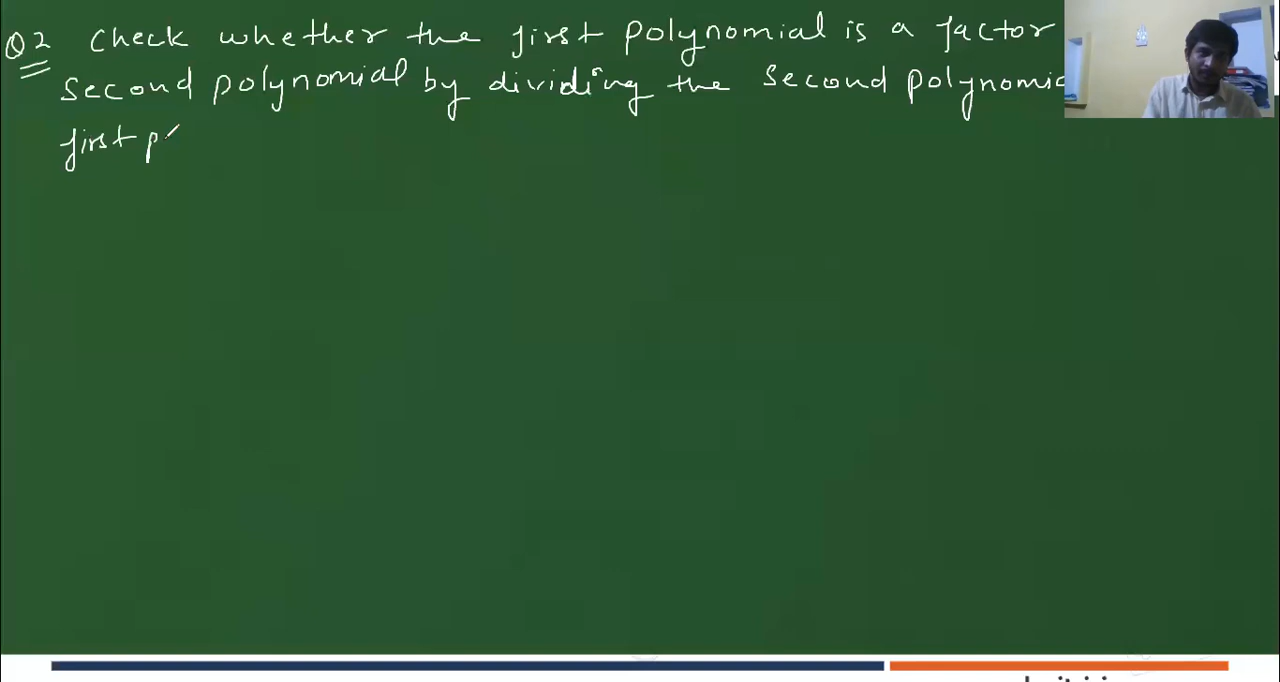 Q2 Check whether the first polynomial is a factor
second polynomial by dividing the second polynomia
first p